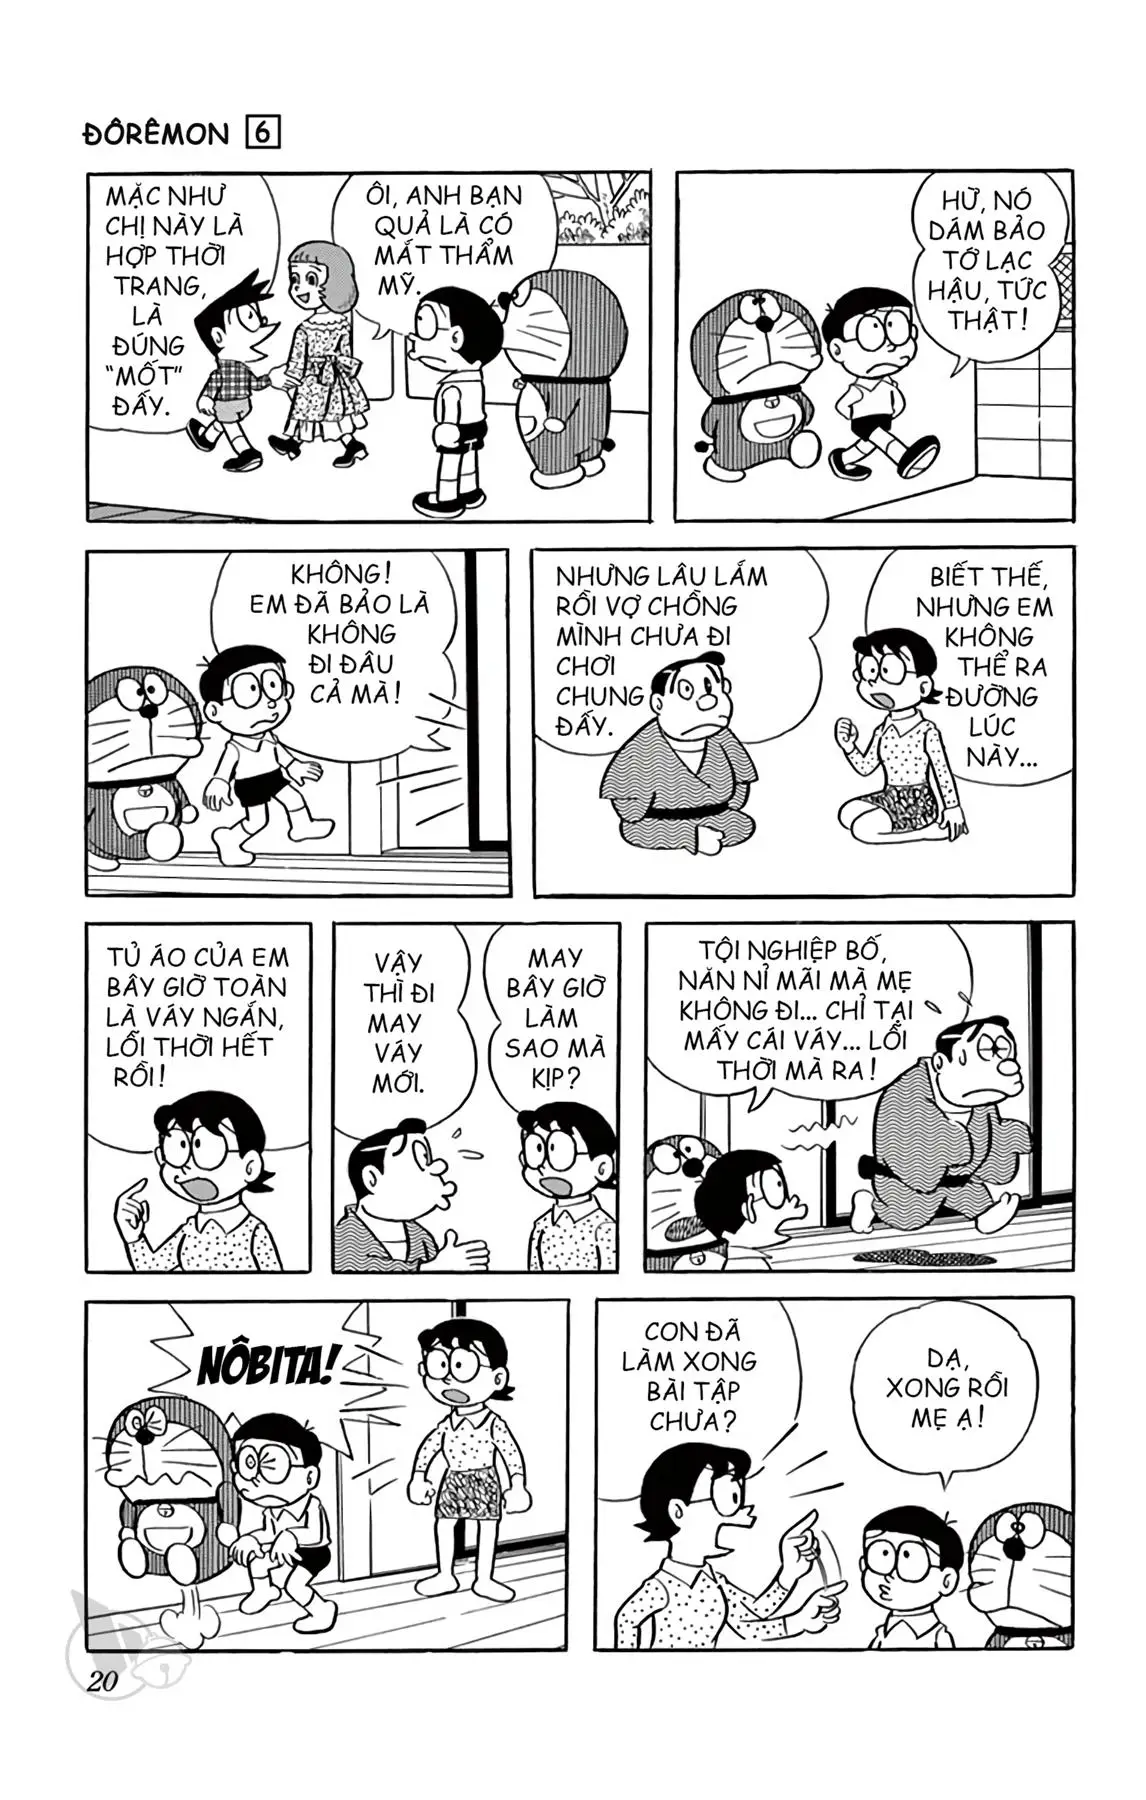 ĐÔRÊMON 6
MẶC NHƯ
CHỊ NÀY LÀ
HỢP THỜI
TRANG,
LÀ
ĐÚNG
"MỐT"
ĐẤY.
ÔI, ANH BẠN
QUẢ LÀ CÓ
MẮT THẨM
MỸ.
HỪ, NÓ
DÁM BẢO
TỚ LẠC
HẬU, TỨC
THẬT!
KHÔNG!
EM ĐÃ BẢO LÀ
KHÔNG
ĐI ĐÂU
CẢ MÀ!
NHƯNG LÂU LẮM
RỒI VỢ CHỒNG
MÌNH CHƯA ĐI
CHƠI
CHUNG
ĐẤY.
BIẾT THẾ,
NHƯNG EM
KHÔNG
THỂ RA
ĐƯỜNG
LÚC
NÀY...
TỦ ÁO CỦA EM
BÂY GIỜ TOÀN
LÀ VÁY NGẮN,
LỖI THỜI HẾT
RỒI!
VẬY
THÌ ĐI
MAY
VÁY
MỚI.
MAY
BÂY GIỜ
LÀM
SAO MÀ
KỊP?
TỘI NGHIỆP BỐ,
NĂN NỈ MÃI MÀ MẸ
KHÔNG ĐI... CHỈ TẠI
MẤY CÁI VÁY... LỖI
THỜI MÀ RA!
NÔBITA!
CON ĐÃ
LÀM XONG
BÀI TẬP
CHƯA?
DẠ,
XONG RỒI
MẸ Ạ!
20